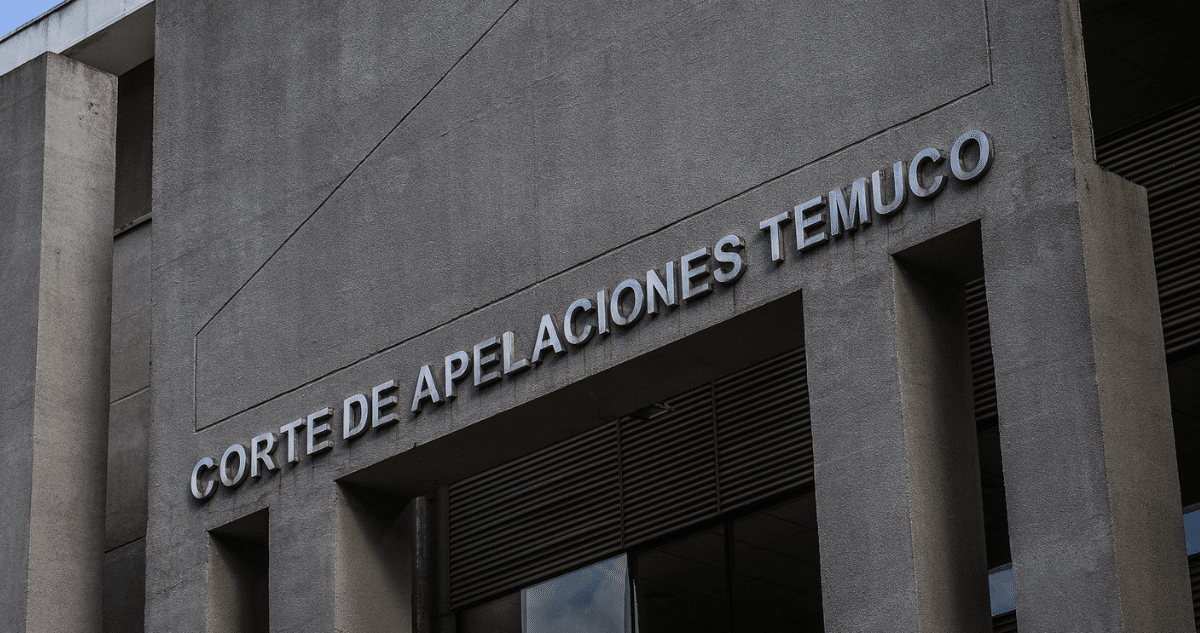 CORTE DE APELACIONES TEMUCO